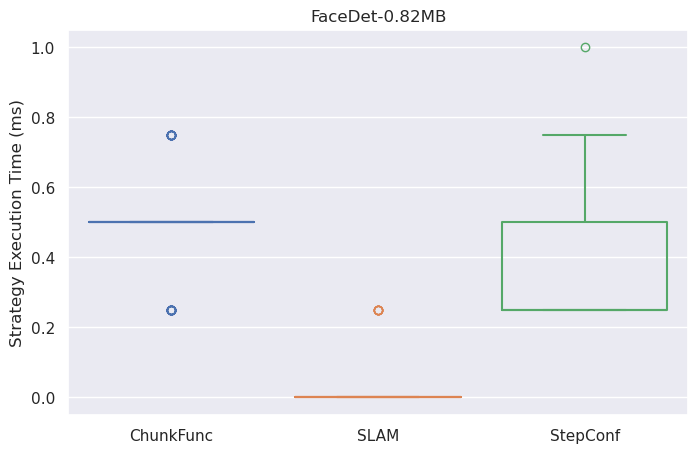 FaceDet-0.82MB
Strategy Execution Time (ms)
1.0
0.8
0.6
0.4
0.2
0.0
ChunkFunc SLAM StepConf